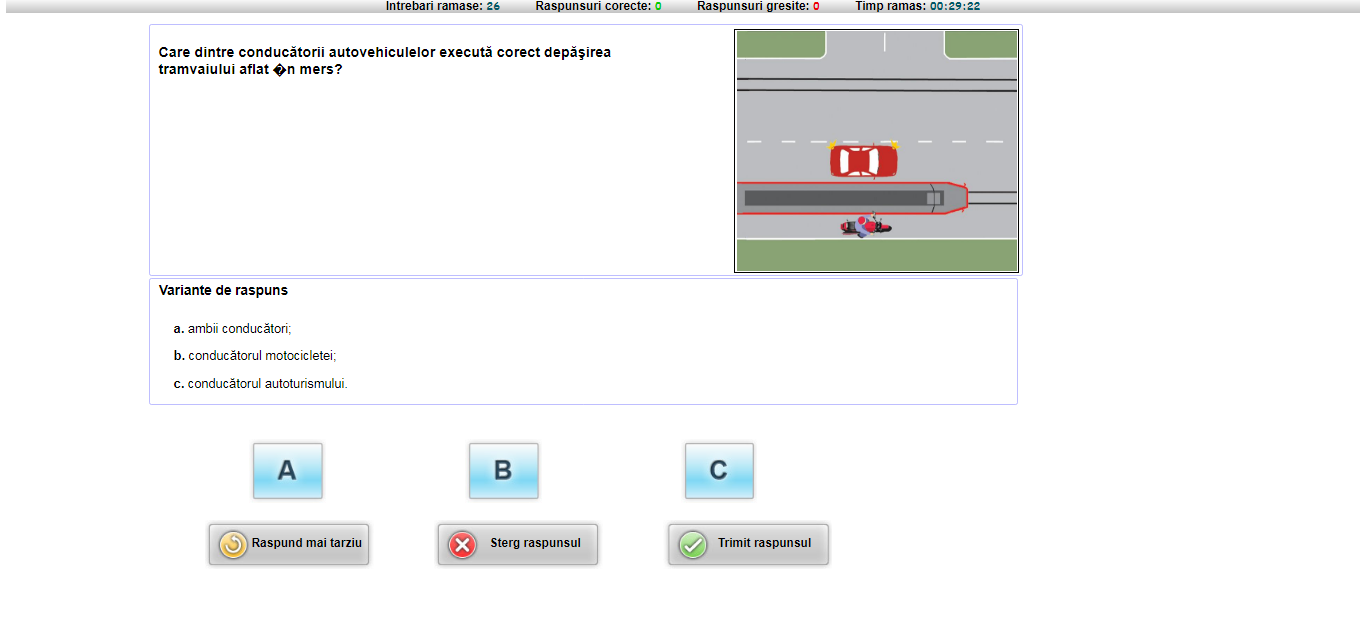 Intrebari ramase: 26 Raspunsuri corecte: 0 Raspunsuri gresite: 0 Timp ramas: 00:29:22
Care dintre conducătorii autovehiculelor execută corect depăşirea
tramvaiului aflat �n mers?
Variante de raspuns
a. ambii conducători;
b. conducătorul motocicletei;
c. conducătorul autoturismului.
A B C
Raspund mai tarziu Sterg raspunsul Trimit raspunsul